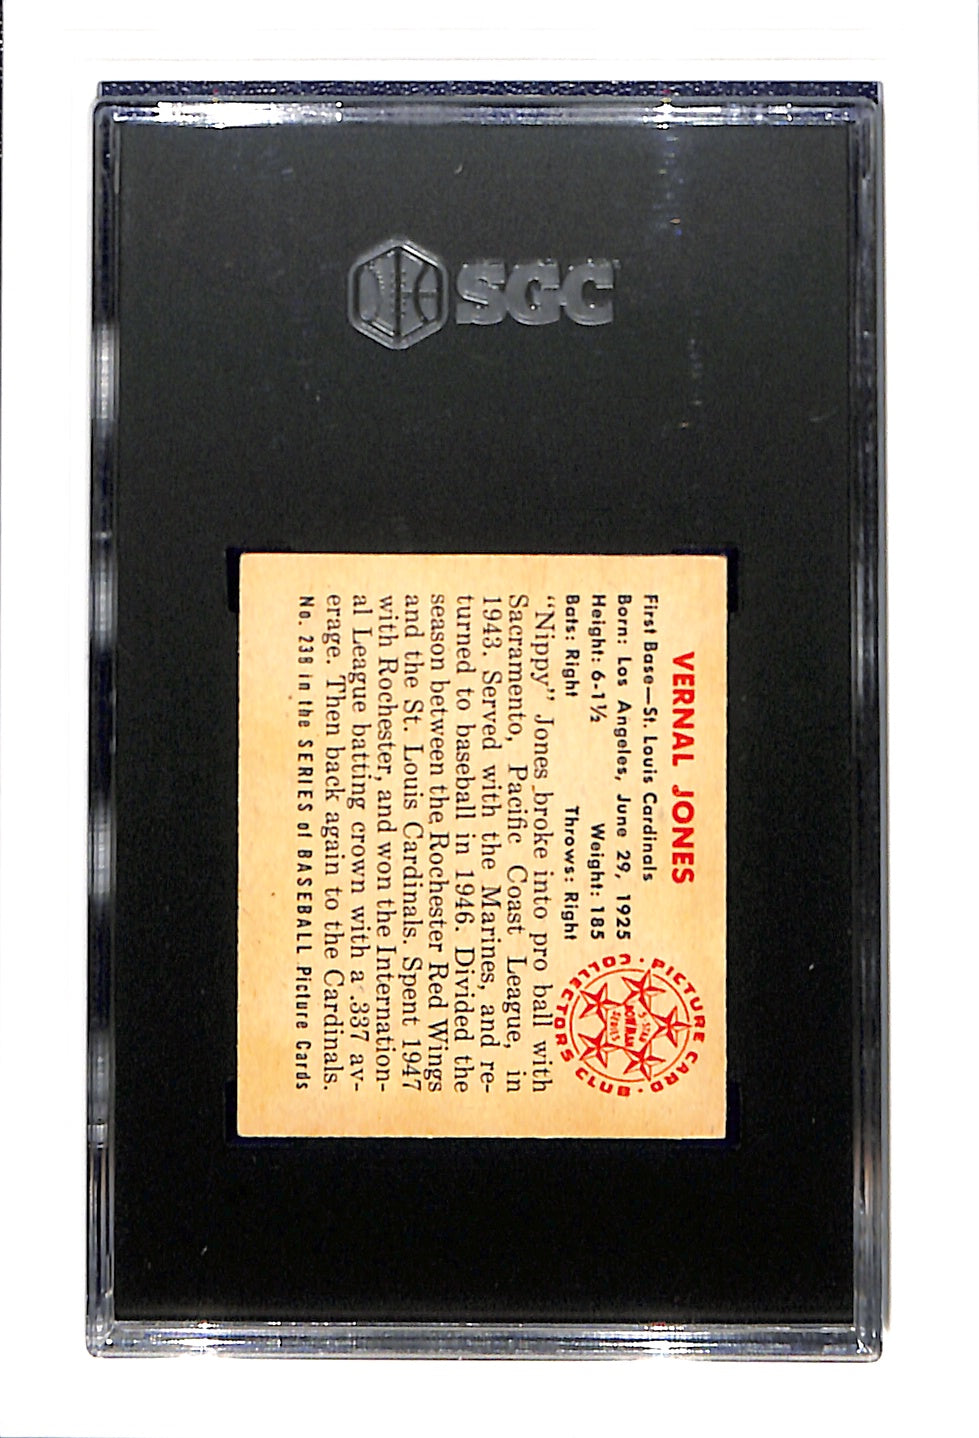 SGC
VERNAL JONES
First Base—St. Louis Cardinals
Born: Los Angeles, June 29, 1925
Height: 6-1½ Weight: 185
Bats: Right Throws: Right
PICTURE CARD COLLECTORS CLUB
5-STAR
BOWMAN
SERIES
"Nippy" Jones broke into pro ball with
Sacramento, Pacific Coast League, in
1943. Served with the Marines, and re-
turned to baseball in 1946. Divided the
season between the Rochester Red Wings
and the St. Louis Cardinals. Spent 1947
with Rochester, and won the Internation-
al League batting crown with a .337 av-
erage. Then back again to the Cardinals.
No. 238 in the SERIES of BASEBALL Picture Cards